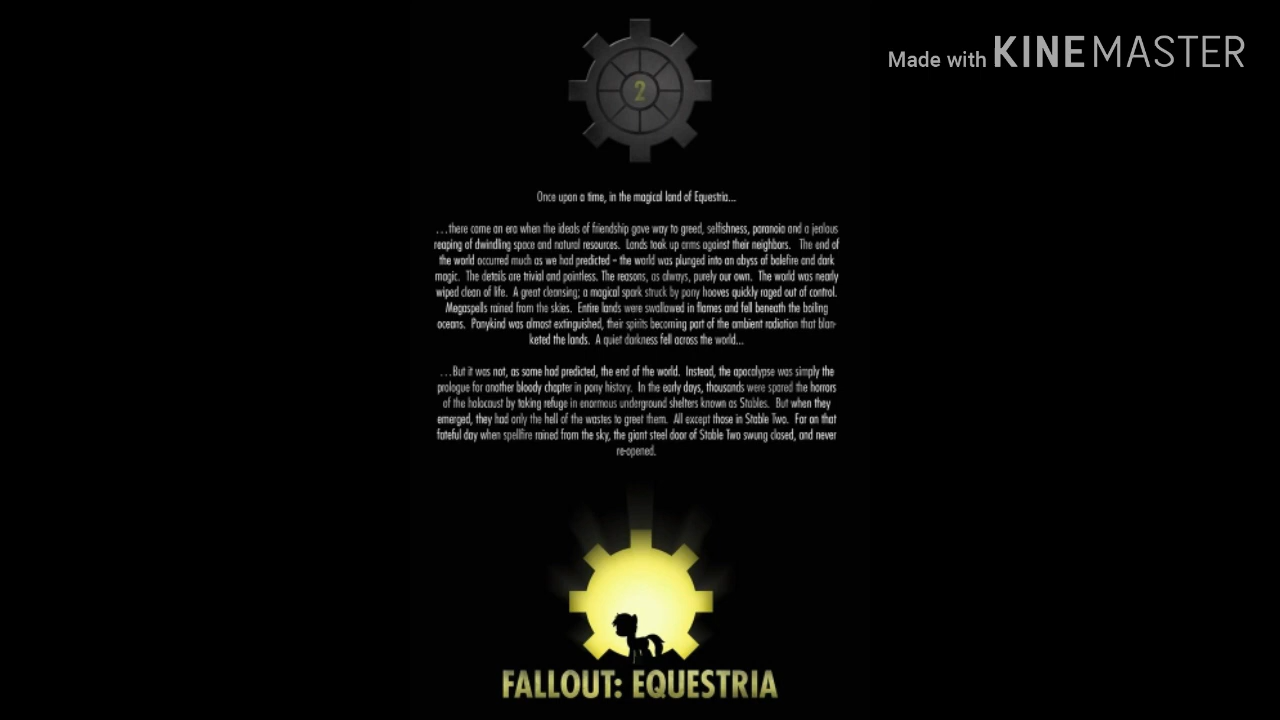 Made with KINEMASTER
2
Once upon a time, in the magical land of Equestria...
...there came an era when the ideals of friendship gave way to greed, selfishness, paranoia and a jealous
reaping of dwindling space and natural resources. Lands took up arms against their neighbors. The end of
the world occurred much as we had predicted – the world was plunged into an abyss of balefire and dark
magic. The details are trivial and pointless. The reasons, as always, purely our own. The world was nearly
wiped clean of life. A great cleansing; a magical spark struck by pony hooves quickly raged out of control.
Megaspells rained from the skies. Entire lands were swallowed in flames and fell beneath the boiling
oceans. Ponykind was almost extinguished, their spirits becoming part of the ambient radiation that blan-
keted the lands. A quiet darkness fell across the world...
...But it was not, as some had predicted, the end of the world. Instead, the apocalypse was simply the
prologue for another bloody chapter in pony history. In the early days, thousands were spared the horrors
of the holocaust by taking refuge in enormous underground shelters known as Stables. But when they
emerged, they had only the hell of the wastes to greet them. All except those in Stable Two. For on that
fateful day when spellfire rained from the sky, the giant steel door of Stable Two swung closed, and never
re-opened.
FALLOUT: EQUESTRIA